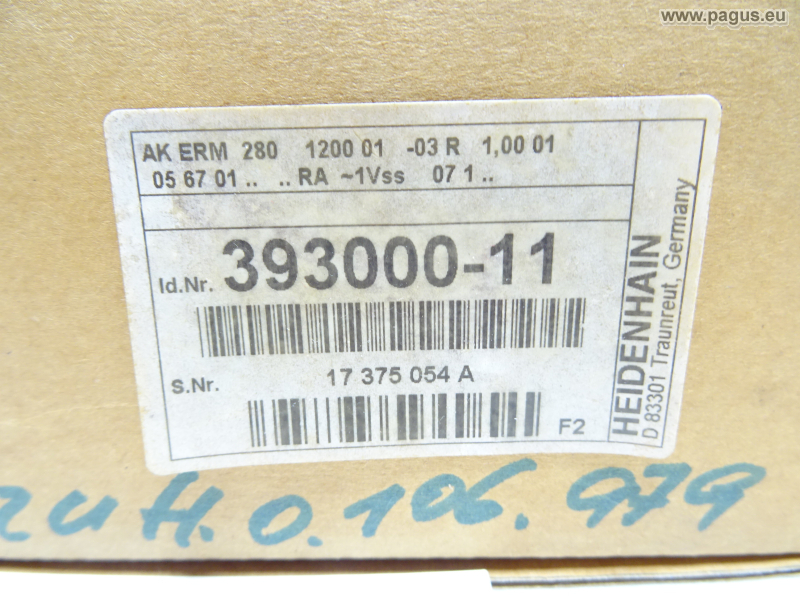 www.pagus.eu
AK ERM 280 1200 01 -03 R 1,00 01
05 67 01 .. .. RA ~1Vss 07 1 ..
Id.Nr. 393000-11
S.Nr. 17 375 054 A
F2
HEIDENHAIN
D 83301 Traunreut, Germany
zu H. 0.106.979